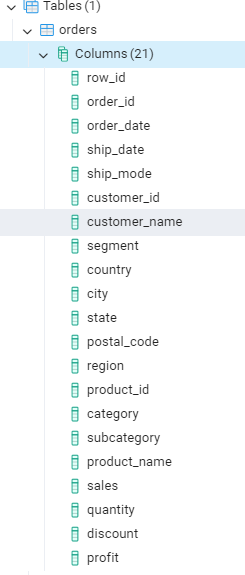 Tables (1)
orders
Columns (21)
row_id
order_id
order_date
ship_date
ship_mode
customer_id
customer_name
segment
country
city
state
postal_code
region
product_id
category
subcategory
product_name
sales
quantity
discount
profit